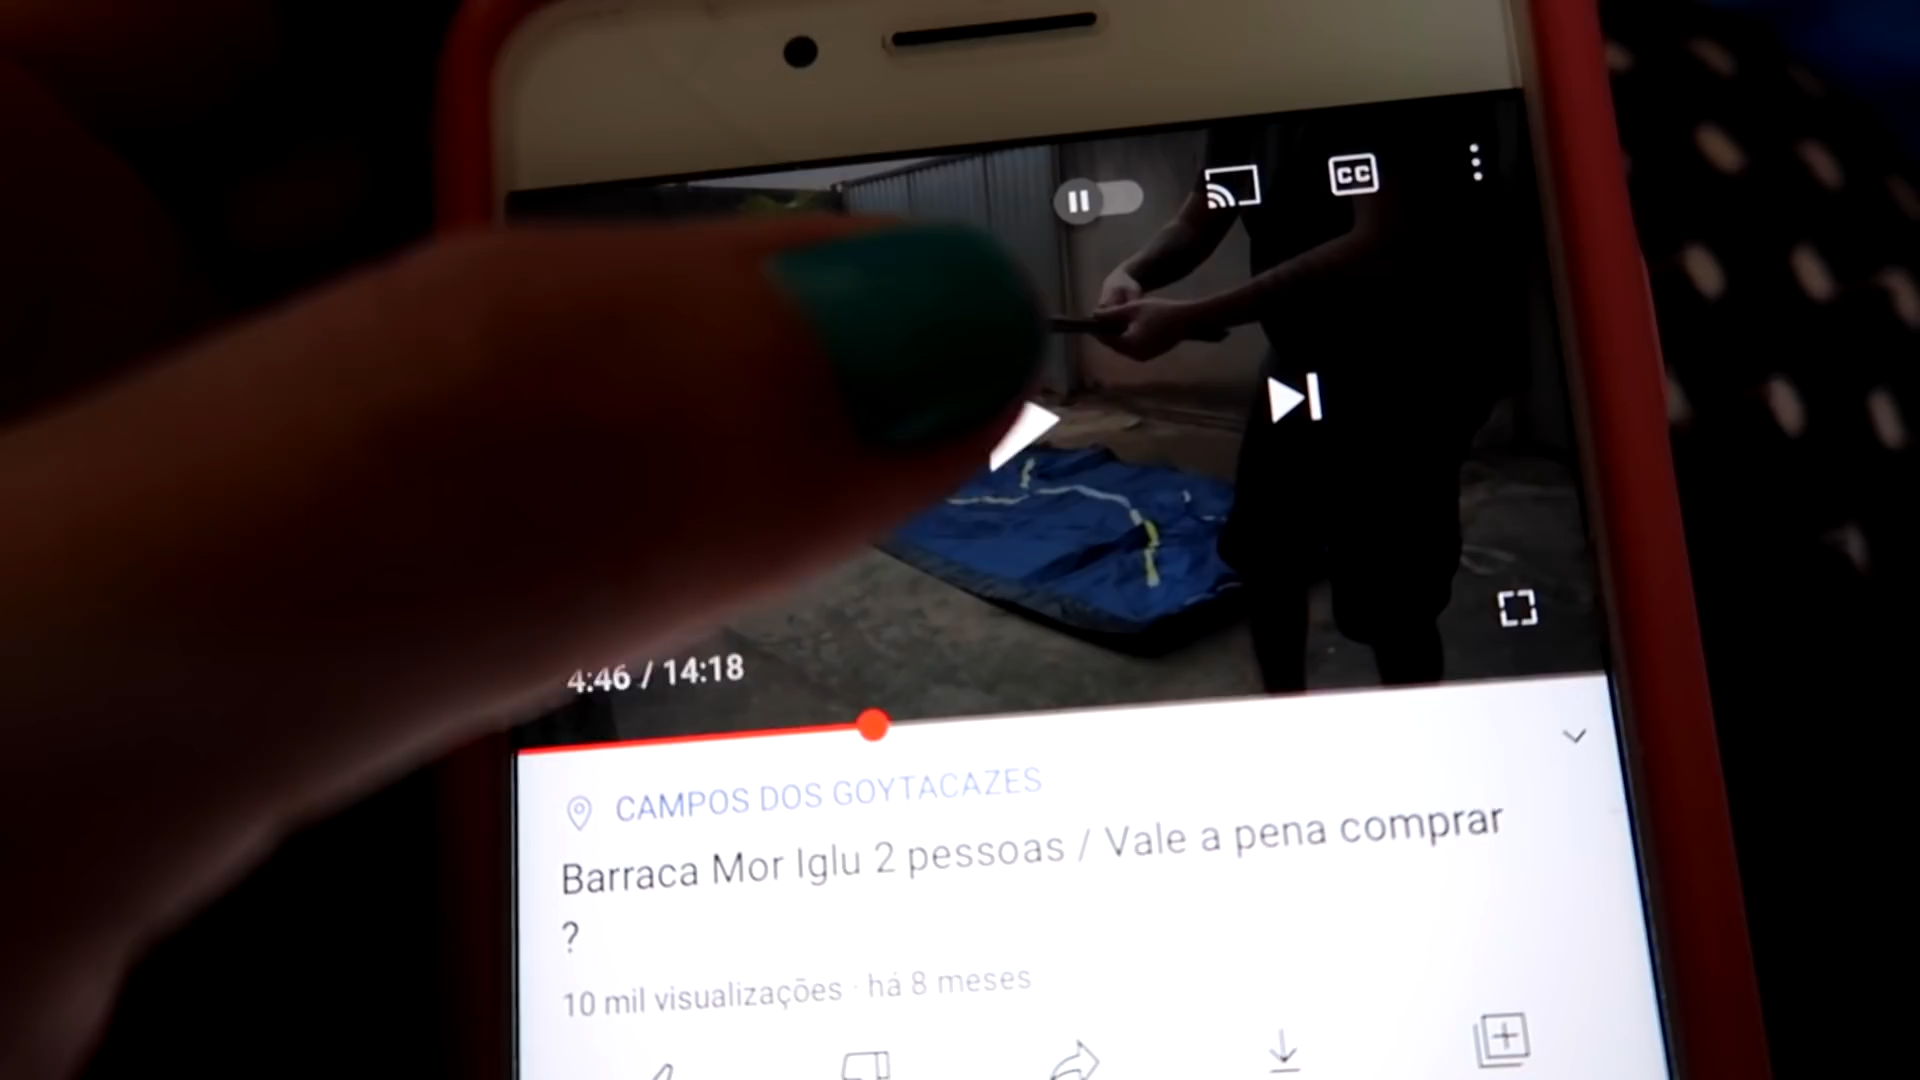 CC
4:46 / 14:18
CAMPOS DOS GOYTACAZES
Barraca Mor Iglu 2 pessoas / Vale a pena comprar
?
10 mil visualizações · há 8 meses